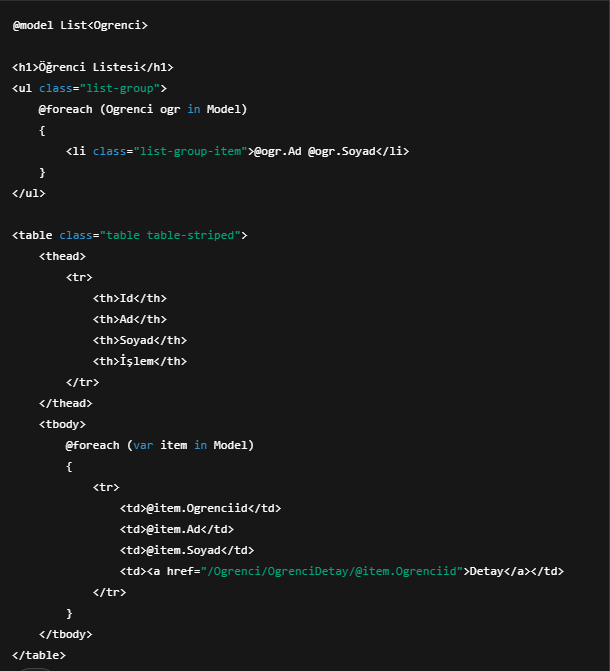 @model List<Ogrenci>
<h1>Öğrenci Listesi</h1>
<ul class="list-group">
@foreach (Ogrenci ogr in Model)
{
<li class="list-group-item">@ogr.Ad @ogr.Soyad</li>
}
</ul>
<table class="table table-striped">
<thead>
<tr>
<th>Id</th>
<th>Ad</th>
<th>Soyad</th>
<th>İşlem</th>
</tr>
</thead>
<tbody>
@foreach (var item in Model)
{
<tr>
<td>@item.Ogrenciid</td>
<td>@item.Ad</td>
<td>@item.Soyad</td>
<td><a href="/Ogrenci/OgrenciDetay/@item.Ogrenciid">Detay</a></td>
</tr>
}
</tbody>
</table>